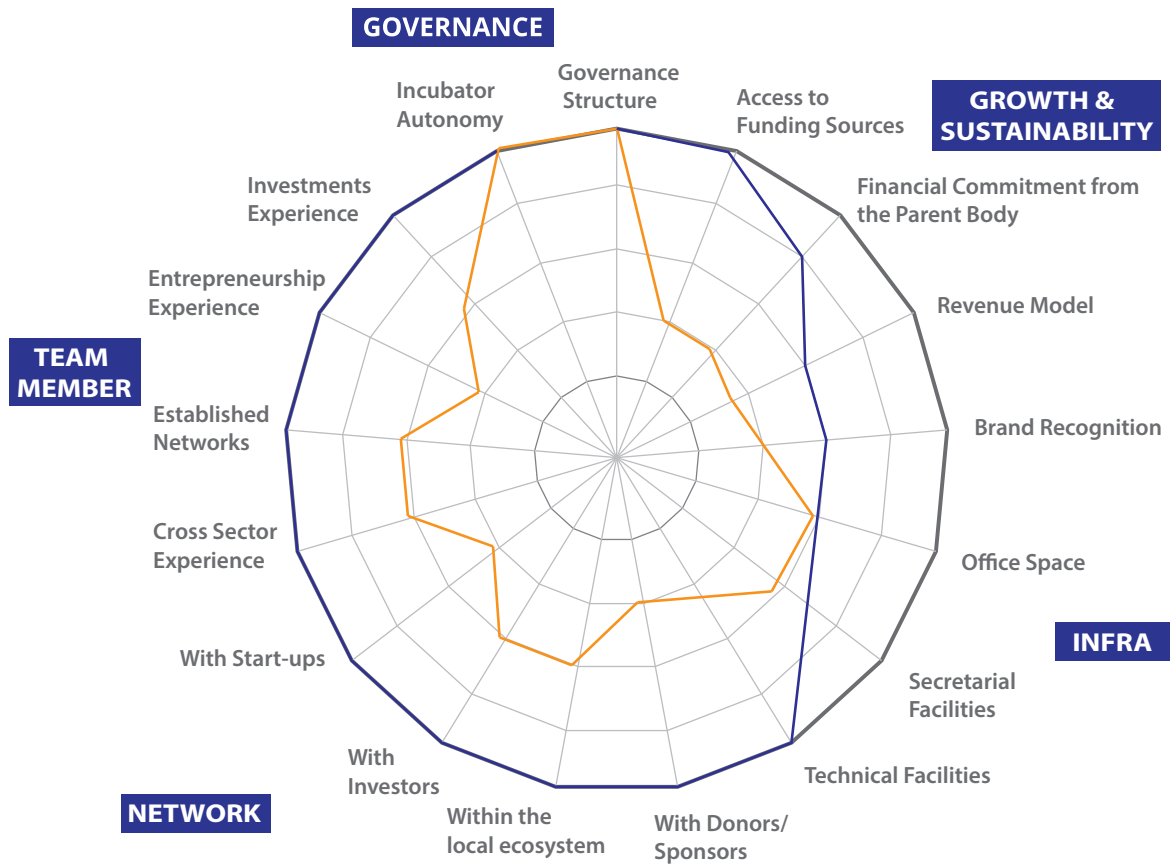 GOVERNANCE
Governance
Structure
Access to
Funding Sources
GROWTH &
SUSTAINABILITY
Financial Commitment from
the Parent Body
Revenue Model
Brand Recognition
Office Space
INFRA
Secretarial
Facilities
Technical Facilities
With Donors/
Sponsors
Within the
local ecosystem
With
Investors
NETWORK
With Start-ups
Cross Sector
Experience
Established
Networks
TEAM
MEMBER
Entrepreneurship
Experience
Investments
Experience
Incubator
Autonomy